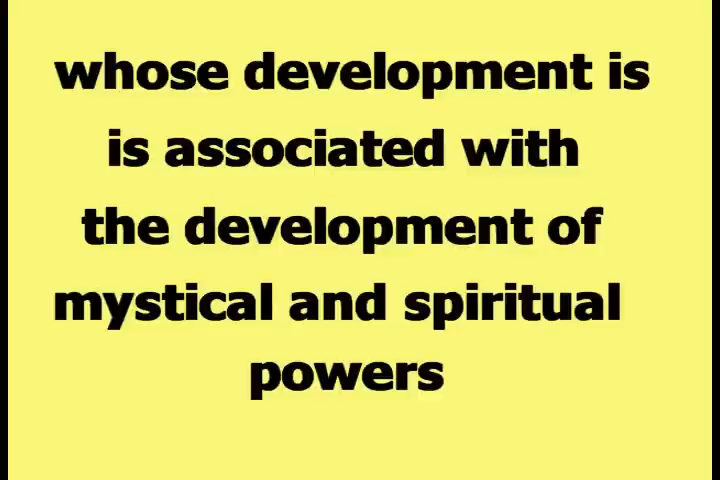 whose development is
is associated with
the development of
mystical and spiritual
powers